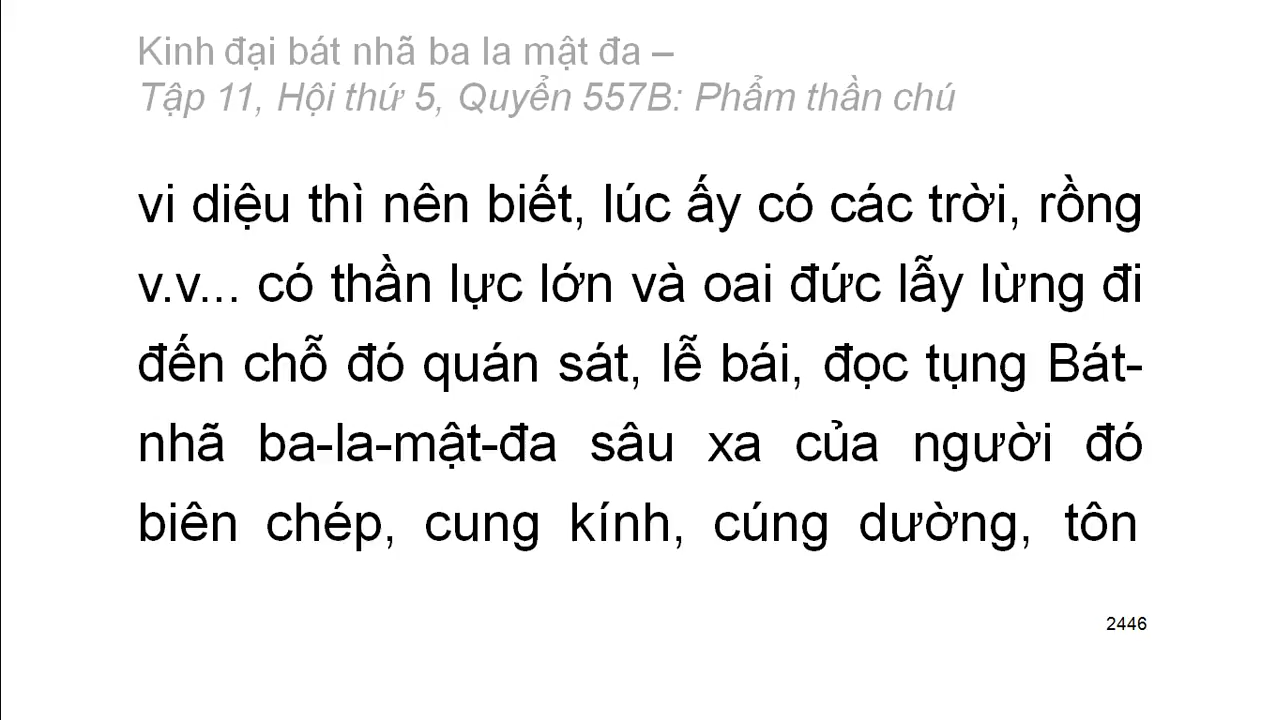 Kinh đại bát nhã ba la mật đa –
Tập 11, Hội thứ 5, Quyển 557B: Phẩm thần chú
vi diệu thì nên biết, lúc ấy có các trời, rồng
v.v... có thần lực lớn và oai đức lẫy lừng đi
đến chỗ đó quán sát, lễ bái, đọc tụng Bát-
nhã ba-la-mật-đa sâu xa của người đó
biên chép, cung kính, cúng dường, tôn
2446